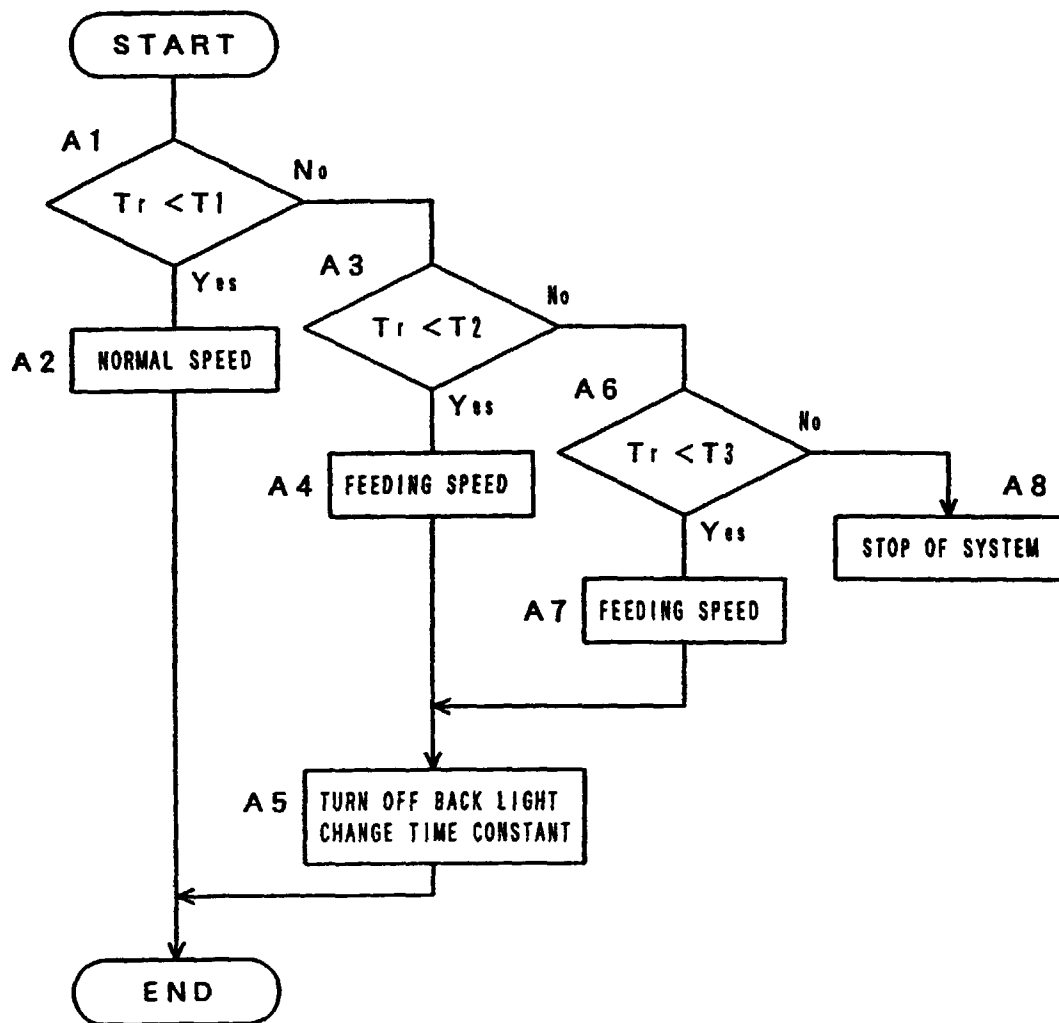 START
A1
Tr <T1
No
Yes
A2
NORMAL SPEED
A3
Tr <T2
No
Yes
A4
FEEDING SPEED
A6
Tr <T3
No
Yes
A7
FEEDING SPEED
A8
STOP OF SYSTEM
A5
TURN OFF BACK LIGHT
CHANGE TIME CONSTANT
END